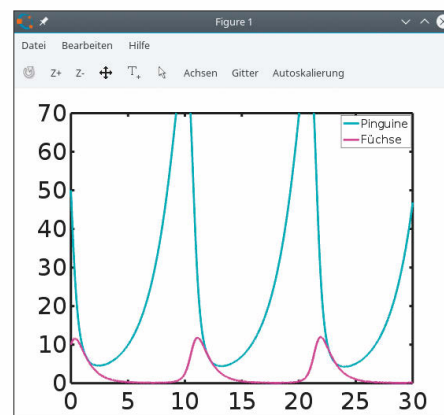 Figure 1
Datei Bearbeiten Hilfe
Z+ Z- T+ Achsen Gitter Autoskalierung
70
Pinguine
Füchse
60
50
40
30
20
10
0
0 5 10 15 20 25 30